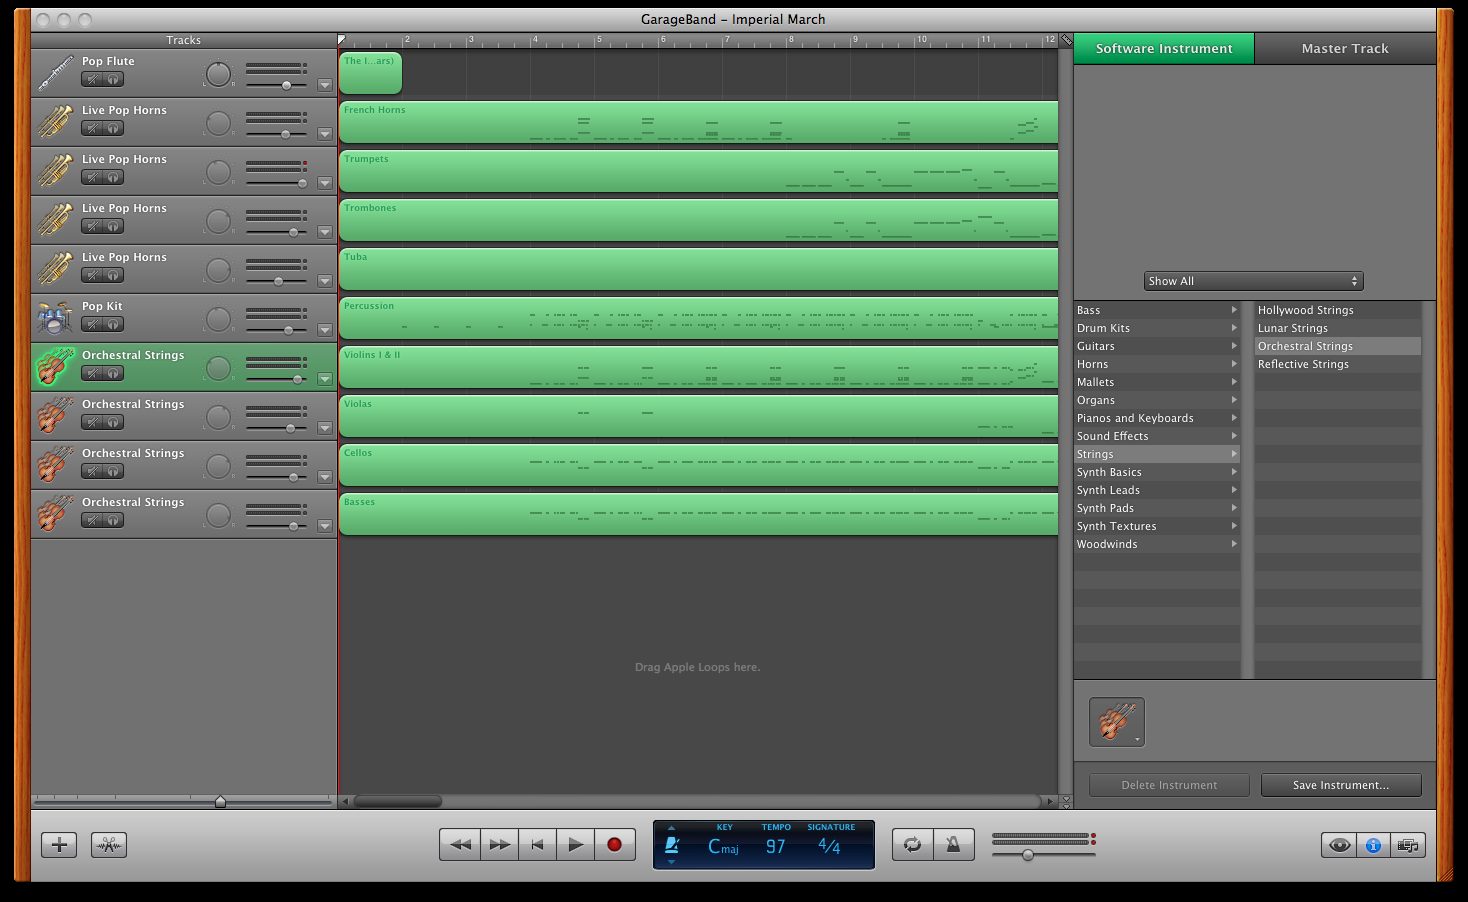 GarageBand – Imperial March
Tracks
2 3 4 5 6 7 8 9 10 11 12
Software Instrument
Master Track
Pop Flute
L R
The I...ars)
Live Pop Horns
L R
French Horns
Live Pop Horns
L R
Trumpets
Live Pop Horns
L R
Trombones
Live Pop Horns
L R
Tuba
Pop Kit
L R
Percussion
Orchestral Strings
L R
Violins I & II
Orchestral Strings
L R
Violas
Orchestral Strings
L R
Cellos
Orchestral Strings
L R
Basses
Drag Apple Loops here.
Show All
Bass
Drum Kits
Guitars
Horns
Mallets
Organs
Pianos and Keyboards
Sound Effects
Strings
Synth Basics
Synth Leads
Synth Pads
Synth Textures
Woodwinds
Hollywood Strings
Lunar Strings
Orchestral Strings
Reflective Strings
Delete Instrument
Save Instrument...
KEY TEMPO SIGNATURE
Cmaj 97 4/4